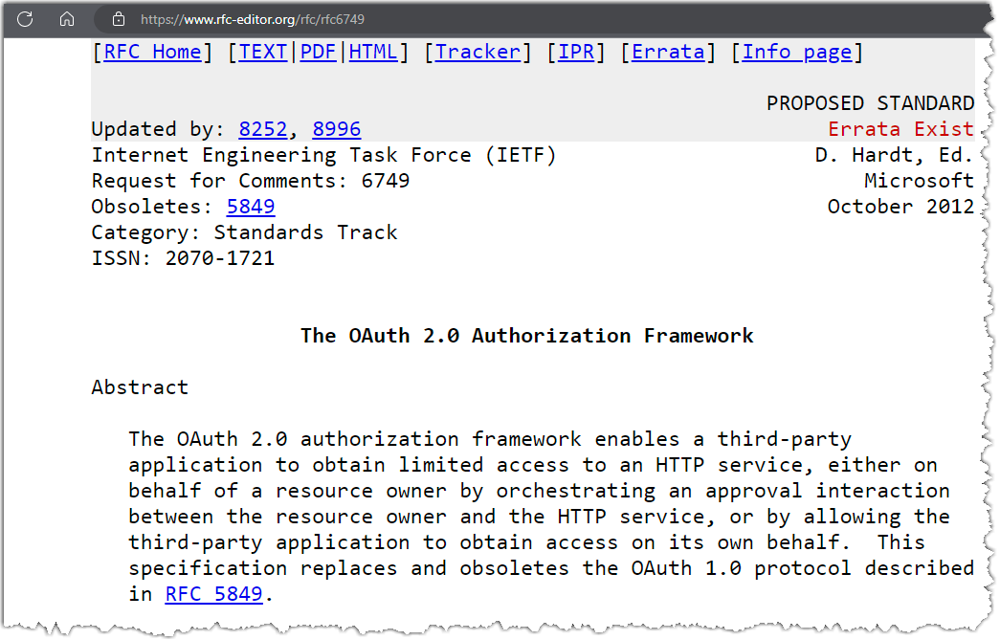 https://www.rfc-editor.org/rfc/rfc6749
[RFC Home] [TEXT|PDF|HTML] [Tracker] [IPR] [Errata] [Info page]
PROPOSED STANDARD
Updated by: 8252, 8996 Errata Exist
Internet Engineering Task Force (IETF) D. Hardt, Ed.
Request for Comments: 6749 Microsoft
Obsoletes: 5849 October 2012
Category: Standards Track
ISSN: 2070-1721
The OAuth 2.0 Authorization Framework
Abstract
The OAuth 2.0 authorization framework enables a third-party
application to obtain limited access to an HTTP service, either on
behalf of a resource owner by orchestrating an approval interaction
between the resource owner and the HTTP service, or by allowing the
third-party application to obtain access on its own behalf.  This
specification replaces and obsoletes the OAuth 1.0 protocol described
in RFC 5849.